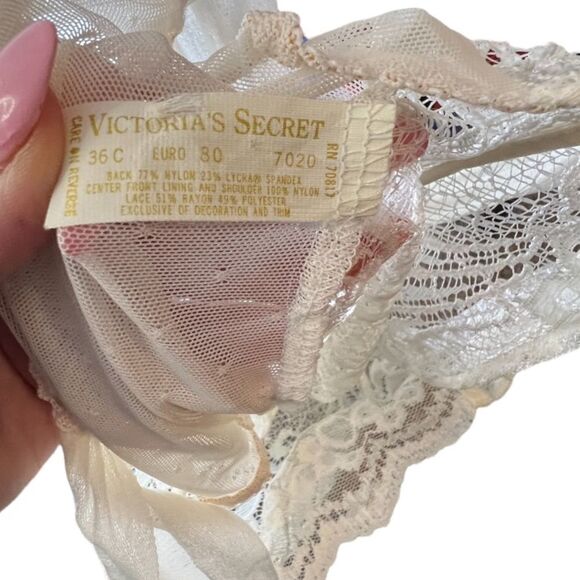 VICTORIA'S SECRET
36 C EURO 80 7020
BACK 77% NYLON 23% LYCRA® SPANDEX
CENTER FRONT LINING AND SHOULDER 100% NYLON
LACE 51% RAYON 49% POLYESTER
EXCLUSIVE OF DECORATION AND TRIM
CARE ON REVERSE
RN 70817